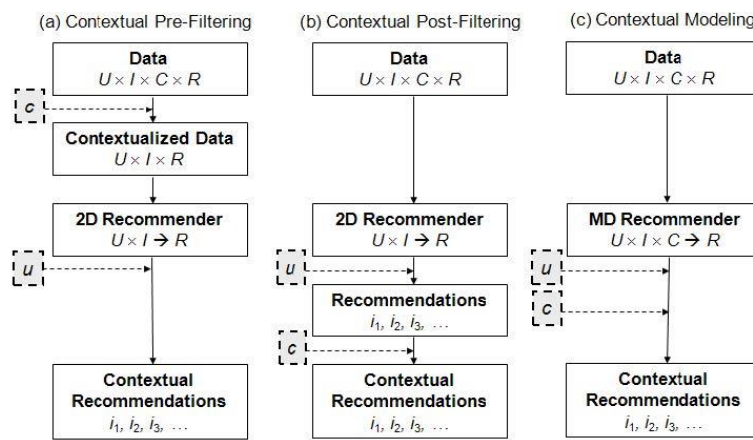 (a) Contextual Pre-Filtering
Data
U × I × C × R
c
Contextualized Data
U × I × R
2D Recommender
U × I → R
u
Contextual
Recommendations
i₁, i₂, i₃, …
(b) Contextual Post-Filtering
Data
U × I × C × R
2D Recommender
U × I → R
u
Recommendations
i₁, i₂, i₃, …
c
Contextual
Recommendations
i₁, i₂, i₃, …
(c) Contextual Modeling
Data
U × I × C × R
MD Recommender
U × I × C → R
u
c
Contextual
Recommendations
i₁, i₂, i₃, …